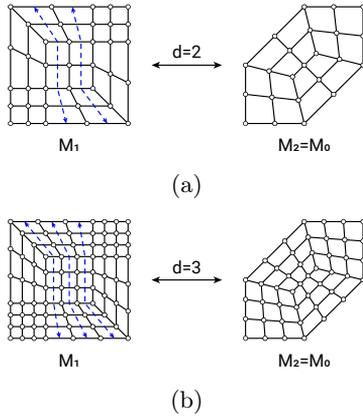 d=2
M₁ M₂=M₀
(a)
d=3
M₁ M₂=M₀
(b)